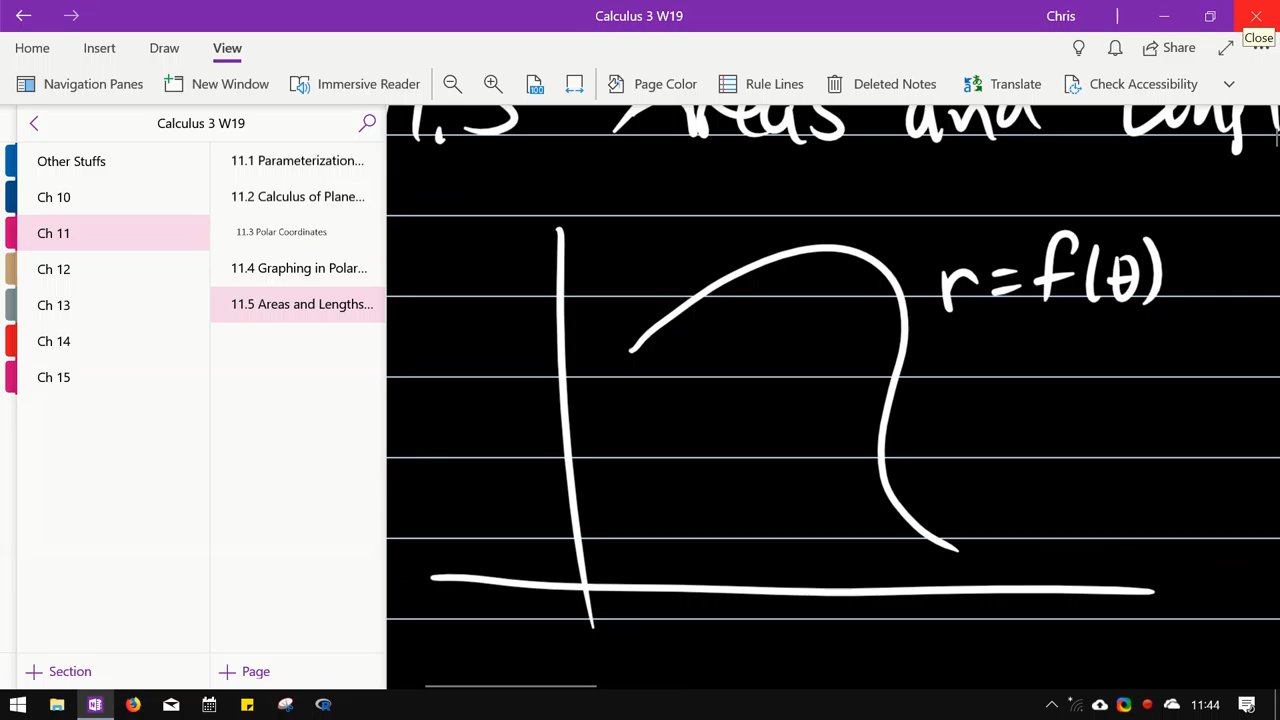 Calculus 3 W19
Chris
Close
Home Insert Draw View
Share
Navigation Panes New Window Immersive Reader
100
Page Color Rule Lines Deleted Notes Translate Check Accessibility
Calculus 3 W19
Other Stuffs
Ch 10
Ch 11
Ch 12
Ch 13
Ch 14
Ch 15
Section
11.1 Parameterization...
11.2 Calculus of Plane...
11.3 Polar Coordinates
11.4 Graphing in Polar...
11.5 Areas and Lengths...
Page
Areas and
r = f(θ)
11:44